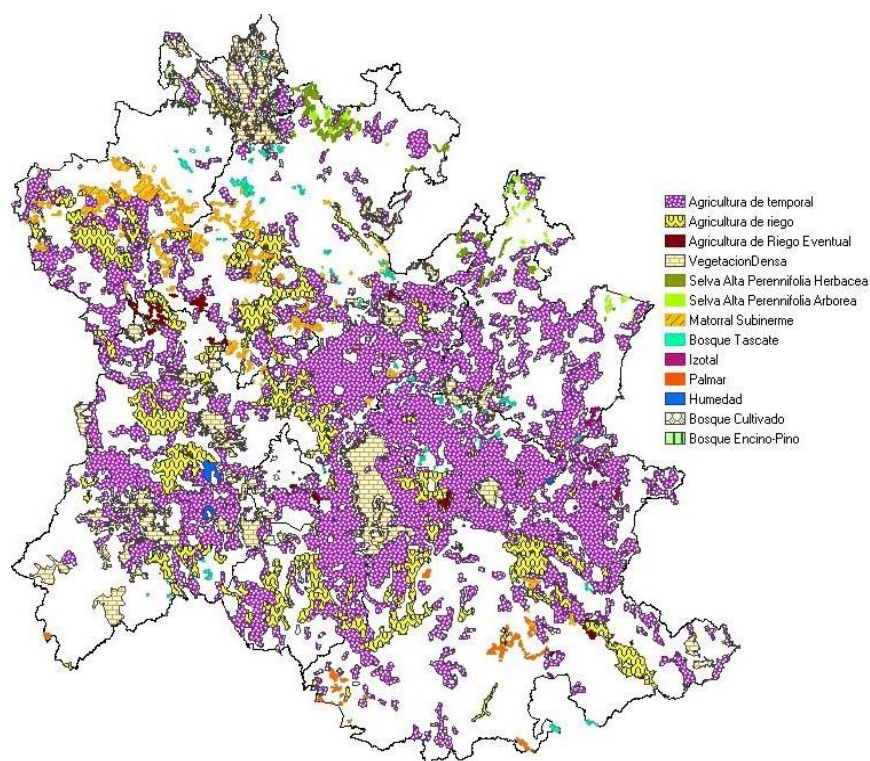 Agricultura de temporal
Agricultura de riego
Agricultura de Riego Eventual
VegetacionDensa
Selva Alta Perennifolia Herbacea
Selva Alta Perennifolia Arborea
Matorral Subinerme
Bosque Tascate
Izotal
Palmar
Humedad
Bosque Cultivado
Bosque Encino-Pino